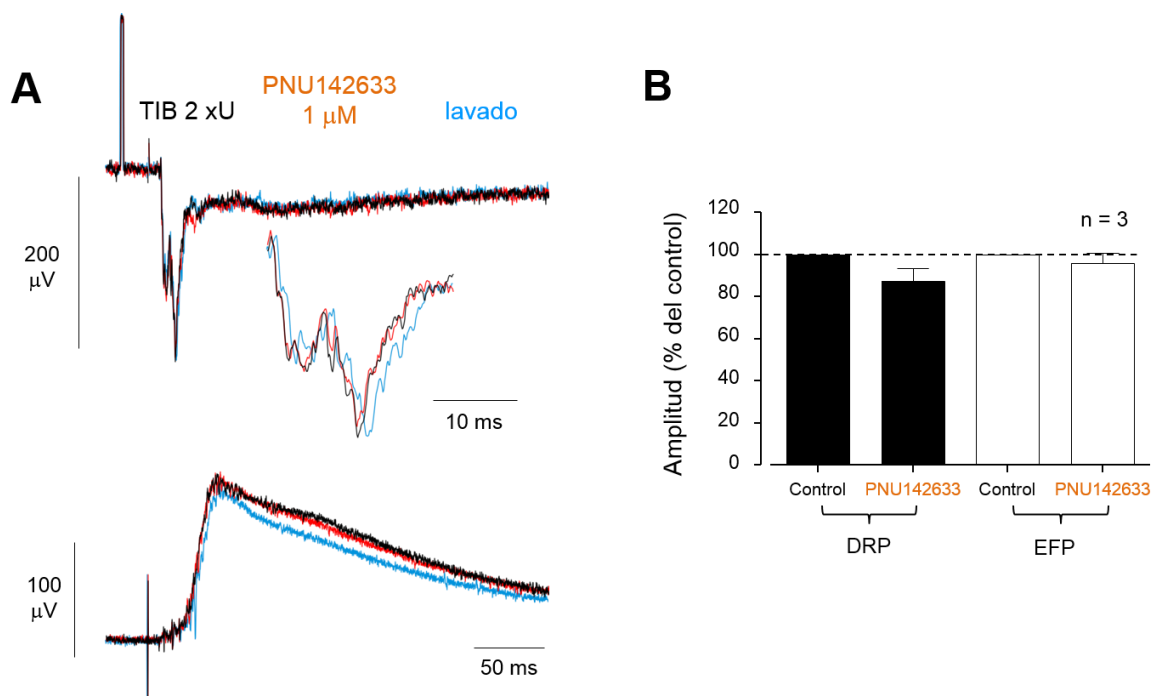 A
TIB 2 xU
PNU142633
1 μM
lavado
200
μV
10 ms
100
μV
50 ms
B
n = 3
Amplitud (% del control)
120
100
80
60
40
20
0
Control
PNU142633
Control
PNU142633
DRP
EFP